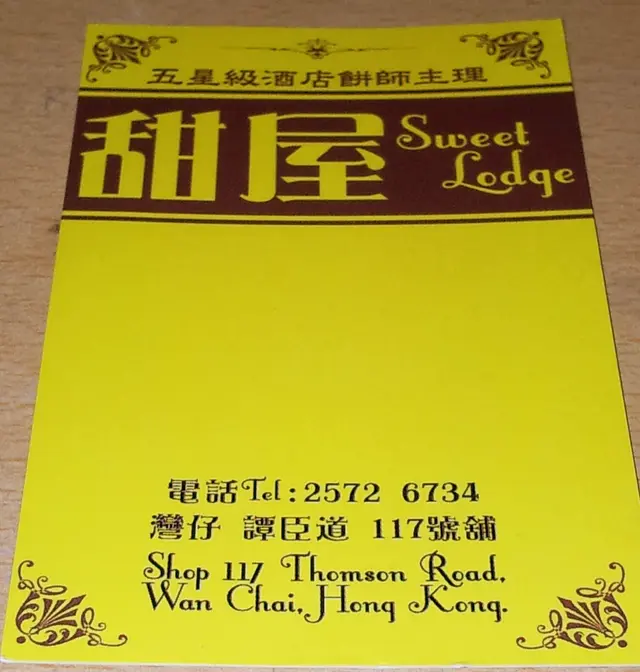 五星級酒店餅師主理
甜屋 Sweet Lodge
電話Tel:2572 6734
灣仔 譚臣道 117號舖
Shop 117 Thomson Road,
Wan Chai, Hong Kong.